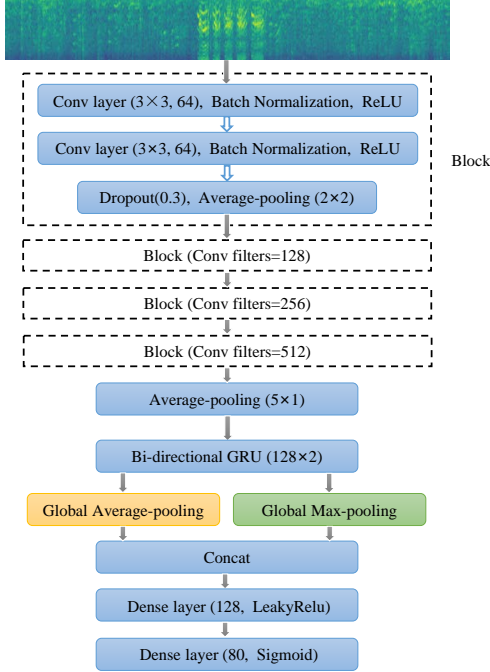 Conv layer (3×3, 64), Batch Normalization, ReLU
Conv layer (3×3, 64), Batch Normalization, ReLU
Block
Dropout(0.3), Average-pooling (2×2)
Block (Conv filters=128)
Block (Conv filters=256)
Block (Conv filters=512)
Average-pooling (5×1)
Bi-directional GRU (128×2)
Global Average-pooling
Global Max-pooling
Concat
Dense layer (128, LeakyRelu)
Dense layer (80, Sigmoid)